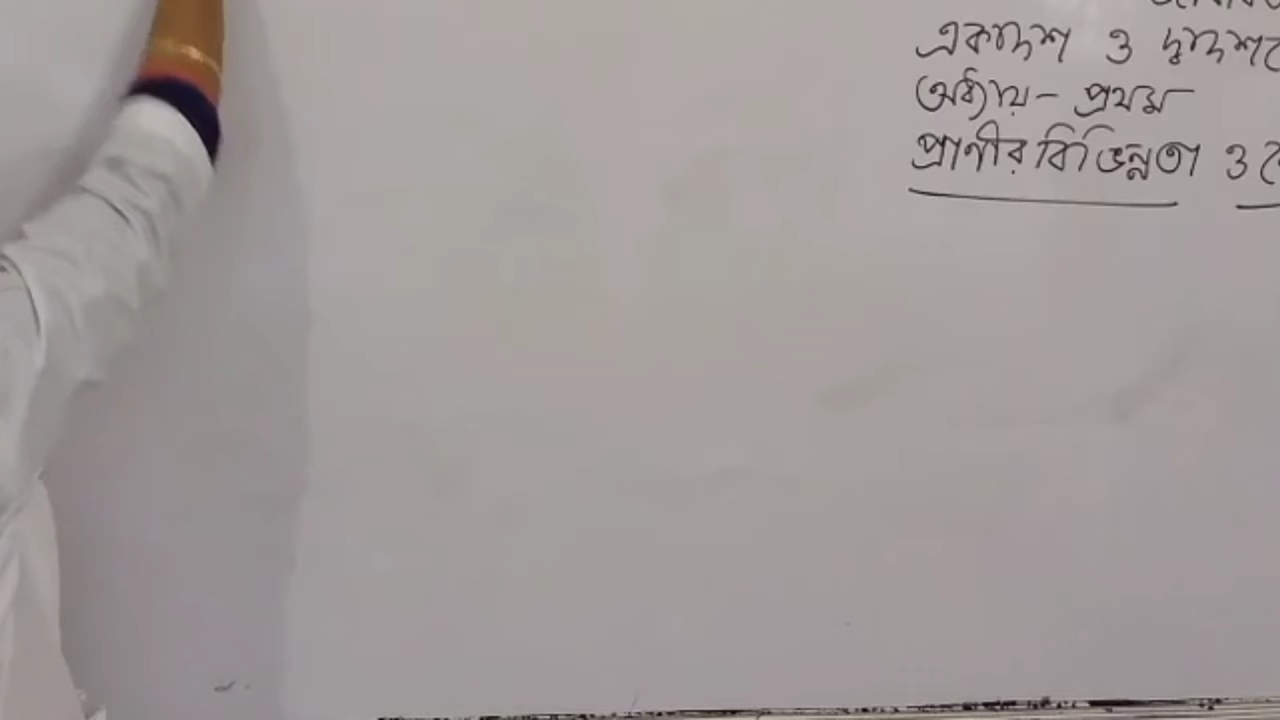 একাদশ ও দ্বাদশ
অধ্যায় - প্রথম
প্রাণীর বিভিন্নতা ও